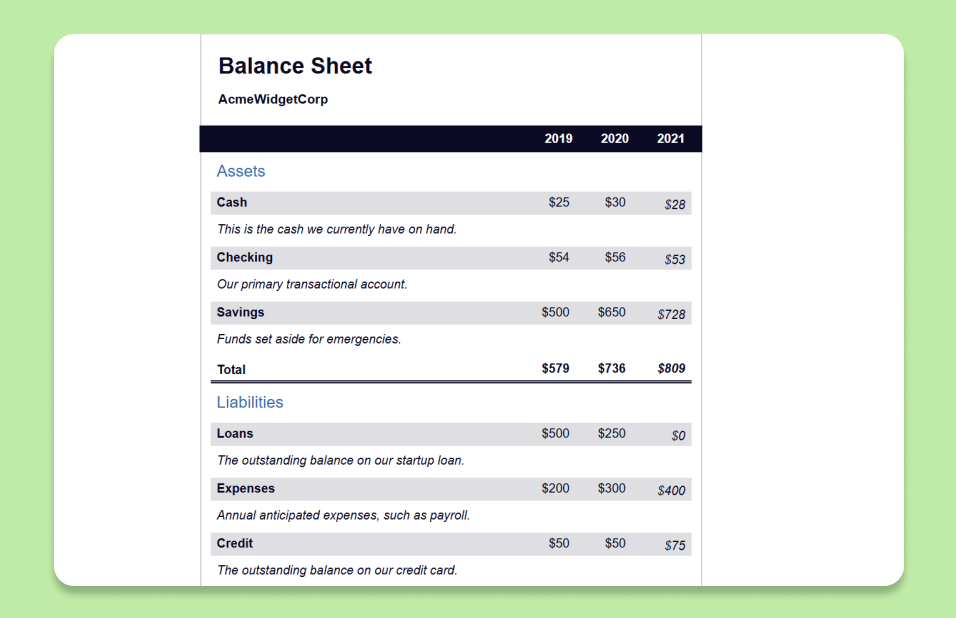 Balance Sheet
AcmeWidgetCorp
2019 2020 2021
Assets
Cash $25 $30 $28
This is the cash we currently have on hand.
Checking $54 $56 $53
Our primary transactional account.
Savings $500 $650 $728
Funds set aside for emergencies.
Total $579 $736 $809
Liabilities
Loans $500 $250 $0
The outstanding balance on our startup loan.
Expenses $200 $300 $400
Annual anticipated expenses, such as payroll.
Credit $50 $50 $75
The outstanding balance on our credit card.